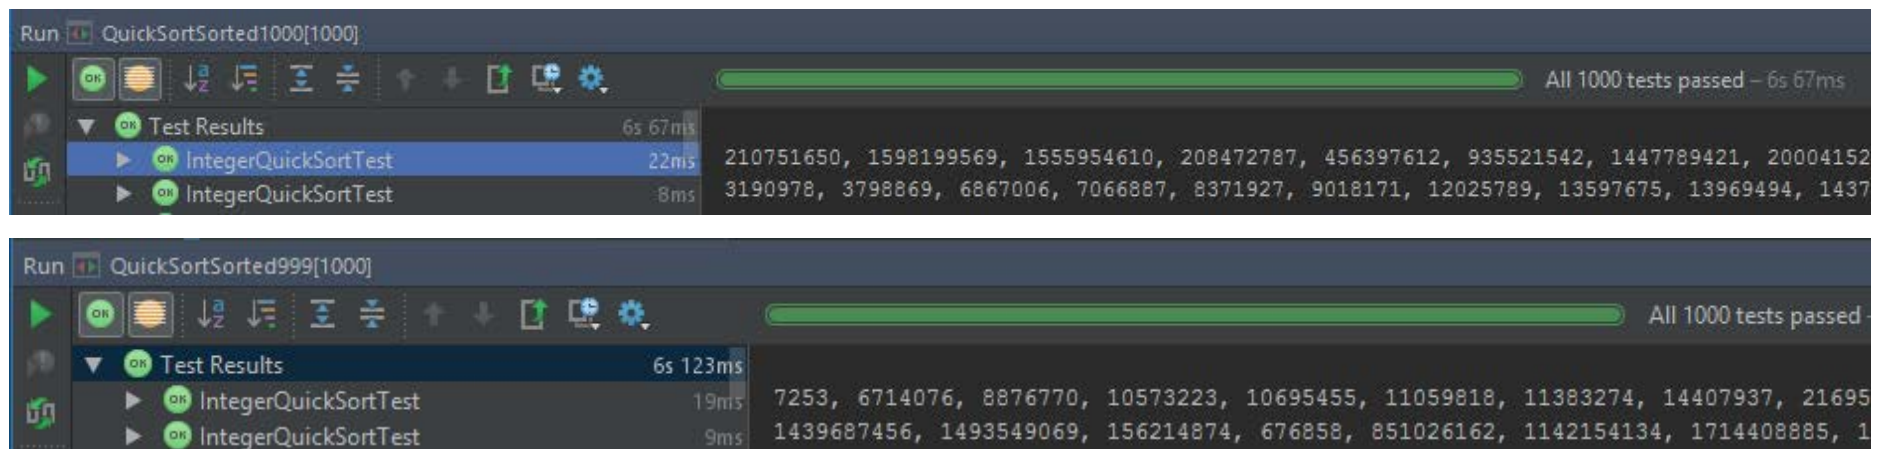 Run QuickSortSorted1000[1000]
All 1000 tests passed – 6s 67ms
Test Results 6s 67ms
IntegerQuickSortTest 22ms 210751650, 1598199569, 1555954610, 208472787, 456397612, 935521542, 1447789421, 20004152
IntegerQuickSortTest 8ms 3190978, 3798869, 6867006, 7066887, 8371927, 9018171, 12025789, 13597675, 13969494, 1437
Run QuickSortSorted999[1000]
All 1000 tests passed -
Test Results 6s 123ms
IntegerQuickSortTest 19ms 7253, 6714076, 8876770, 10573223, 10695455, 11059818, 11383274, 14407937, 21695
IntegerQuickSortTest 9ms 1439687456, 1493549069, 156214874, 676858, 851026162, 1142154134, 1714408885, 1